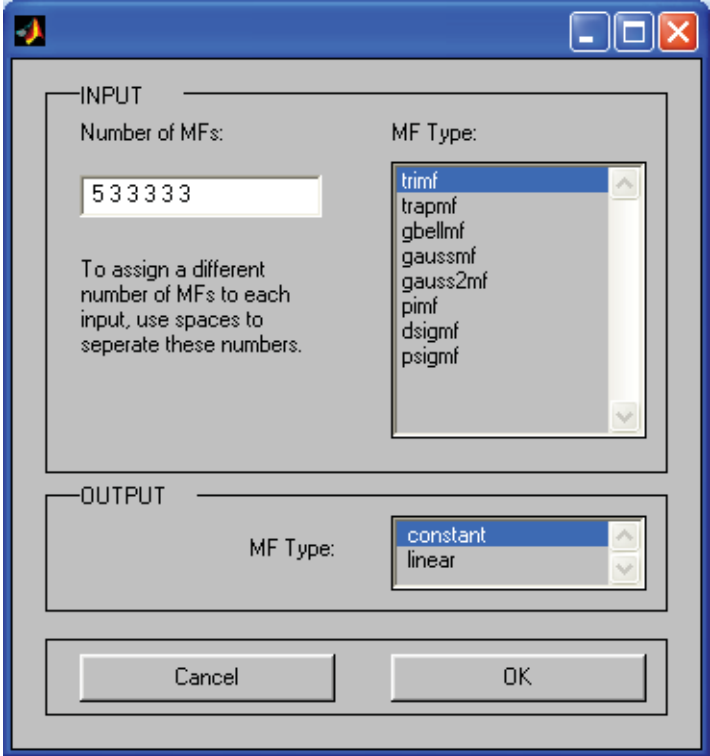 INPUT
Number of MFs:
5 3 3 3 3 3
To assign a different
number of MFs to each
input, use spaces to
seperate these numbers.
MF Type:
trimf
trapmf
gbellmf
gaussmf
gauss2mf
pimf
dsigmf
psigmf
OUTPUT
MF Type:
constant
linear
Cancel
OK